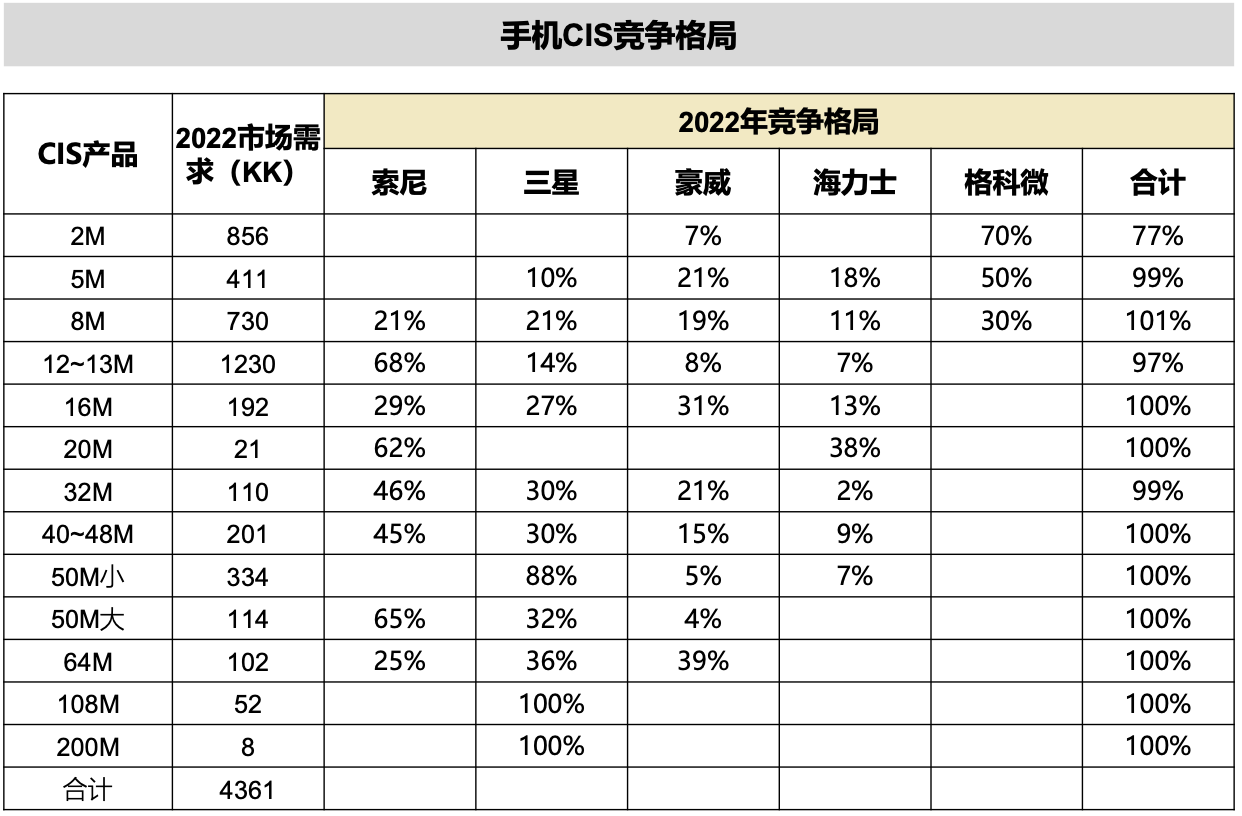 手机CIS竞争格局
CIS产品 2022市场需求（KK） 2022年竞争格局
索尼 三星 豪威 海力士 格科微 合计
2M 856 7% 70% 77%
5M 411 10% 21% 18% 50% 99%
8M 730 21% 21% 19% 11% 30% 101%
12~13M 1230 68% 14% 8% 7% 97%
16M 192 29% 27% 31% 13% 100%
20M 21 62% 38% 100%
32M 110 46% 30% 21% 2% 99%
40~48M 201 45% 30% 15% 9% 100%
50M小 334 88% 5% 7% 100%
50M大 114 65% 32% 4% 100%
64M 102 25% 36% 39% 100%
108M 52 100% 100%
200M 8 100% 100%
合计 4361